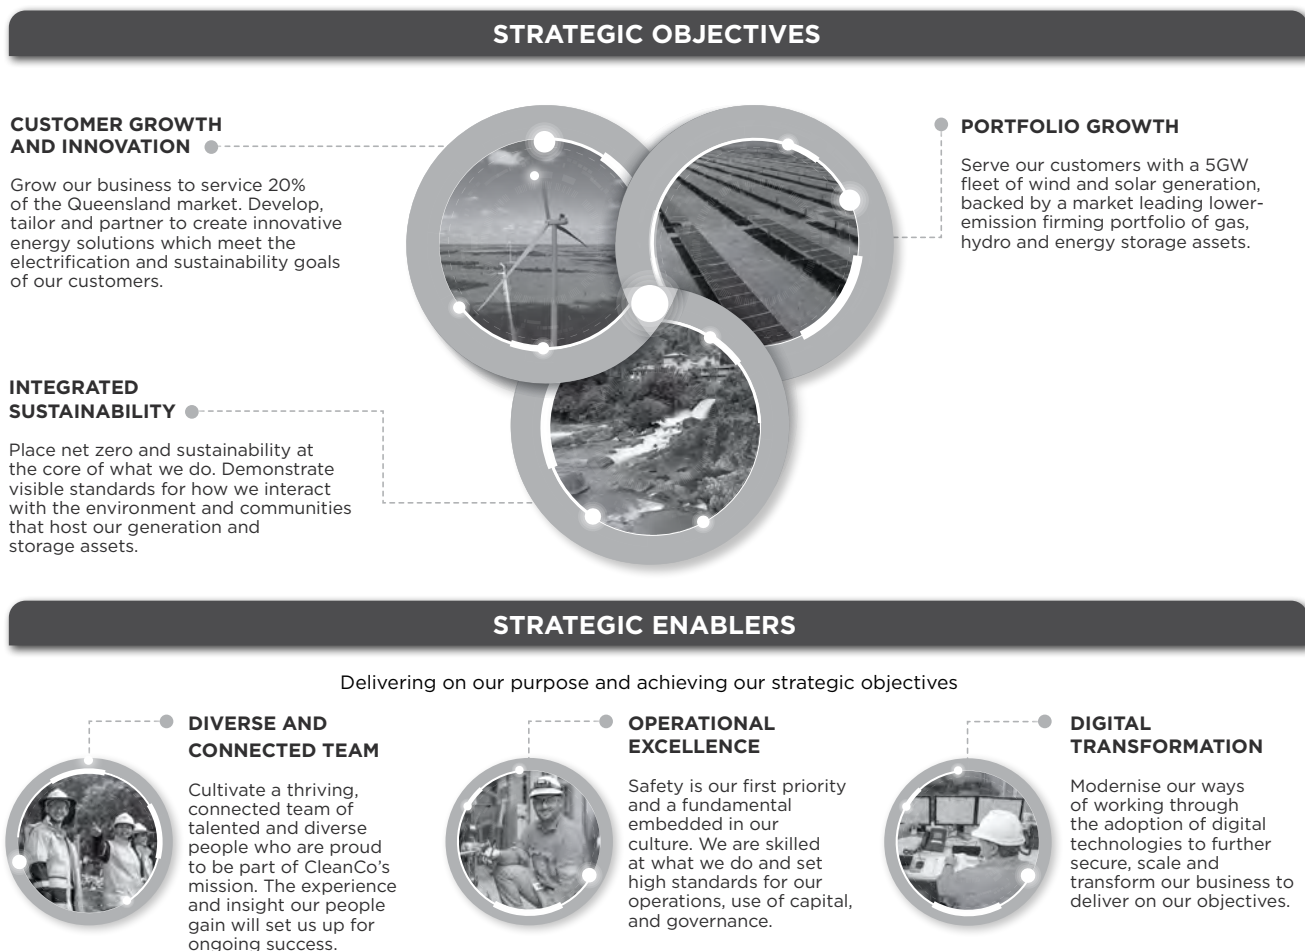 STRATEGIC OBJECTIVES
CUSTOMER GROWTH
AND INNOVATION
Grow our business to service 20%
of the Queensland market. Develop,
tailor and partner to create innovative
energy solutions which meet the
electrification and sustainability goals
of our customers.
PORTFOLIO GROWTH
Serve our customers with a 5GW
fleet of wind and solar generation,
backed by a market leading lower-
emission firming portfolio of gas,
hydro and energy storage assets.
INTEGRATED
SUSTAINABILITY
Place net zero and sustainability at
the core of what we do. Demonstrate
visible standards for how we interact
with the environment and communities
that host our generation and
storage assets.
STRATEGIC ENABLERS
Delivering on our purpose and achieving our strategic objectives
DIVERSE AND
CONNECTED TEAM
Cultivate a thriving,
connected team of
talented and diverse
people who are proud
to be part of CleanCo's
mission. The experience
and insight our people
gain will set us up for
ongoing success.
OPERATIONAL
EXCELLENCE
Safety is our first priority
and a fundamental
embedded in our
culture. We are skilled
at what we do and set
high standards for our
operations, use of capital,
and governance.
DIGITAL
TRANSFORMATION
Modernise our ways
of working through
the adoption of digital
technologies to further
secure, scale and
transform our business to
deliver on our objectives.